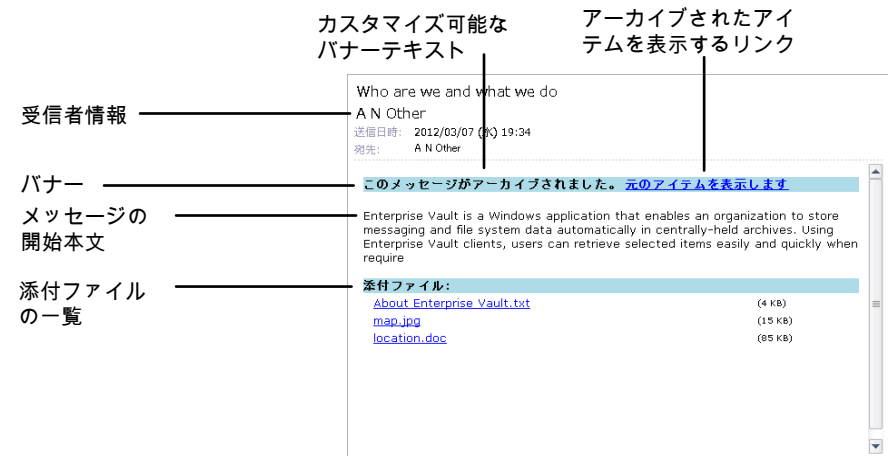 カスタマイズ可能な
バナーテキスト
アーカイブされたアイ
テムを表示するリンク
受信者情報
バナー
メッセージの
開始本文
添付ファイル
の一覧
Who are we and what we do
A N Other
送信日時: 2012/03/07 (水) 19:34
宛先: A N Other
このメッセージがアーカイブされました。 元のアイテムを表示します
Enterprise Vault is a Windows application that enables an organization to store
messaging and file system data automatically in centrally-held archives. Using
Enterprise Vault clients, users can retrieve selected items easily and quickly when
require
添付ファイル:
About Enterprise Vault.txt (4 KB)
map.jpg (15 KB)
location.doc (85 KB)